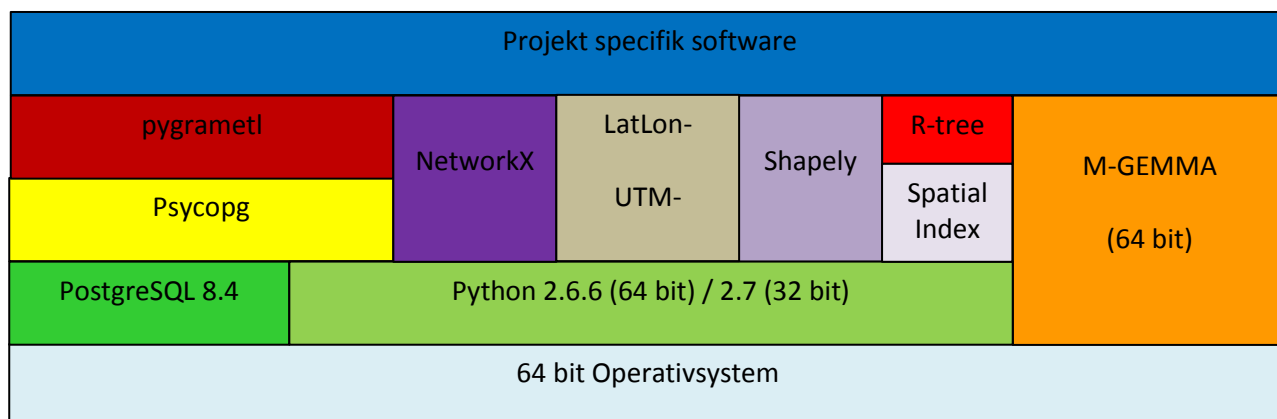 Projekt specifik software
pygrametl
NetworkX
LatLon-
UTM-
Shapely
R-tree
M-GEMMA
(64 bit)
Psycopg
Spatial
Index
PostgreSQL 8.4
Python 2.6.6 (64 bit) / 2.7 (32 bit)
64 bit Operativsystem